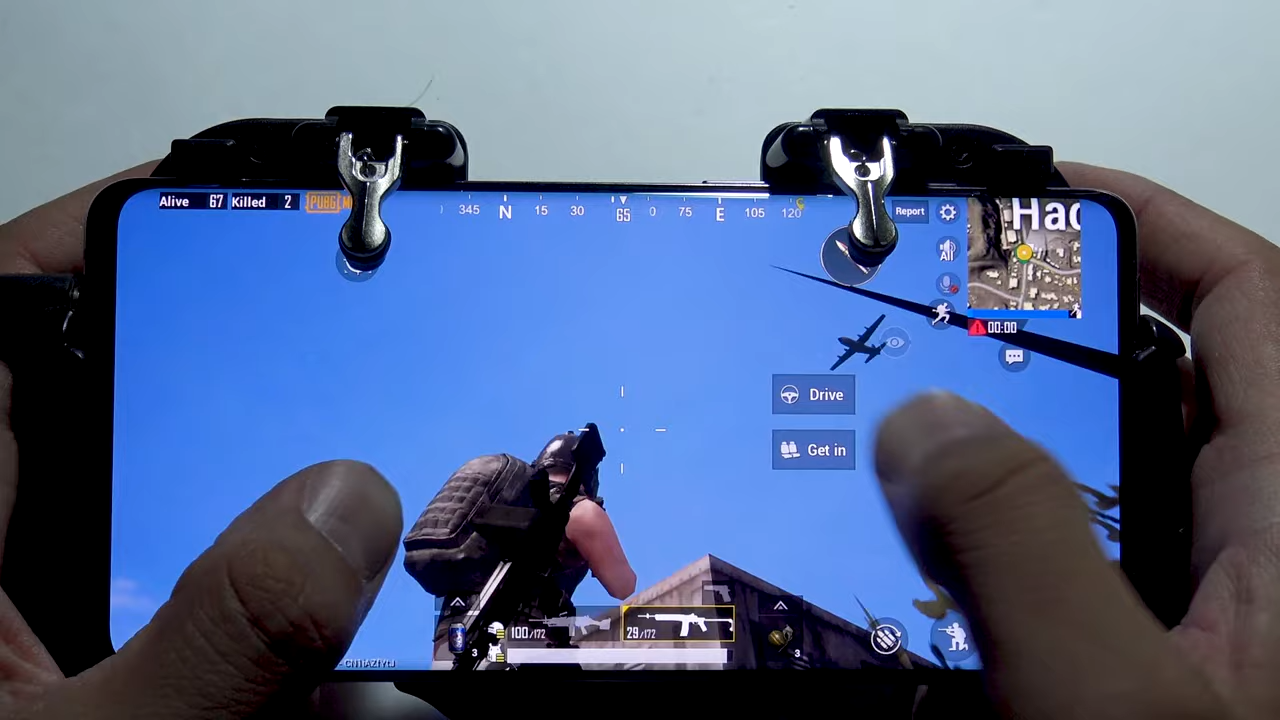 Alive 67 Killed 2 PUBG M
345 N 15 30 65 0 75 E 105 120
Report
All
Hac
00:00
Drive
Get in
100/172
29/172
3
3